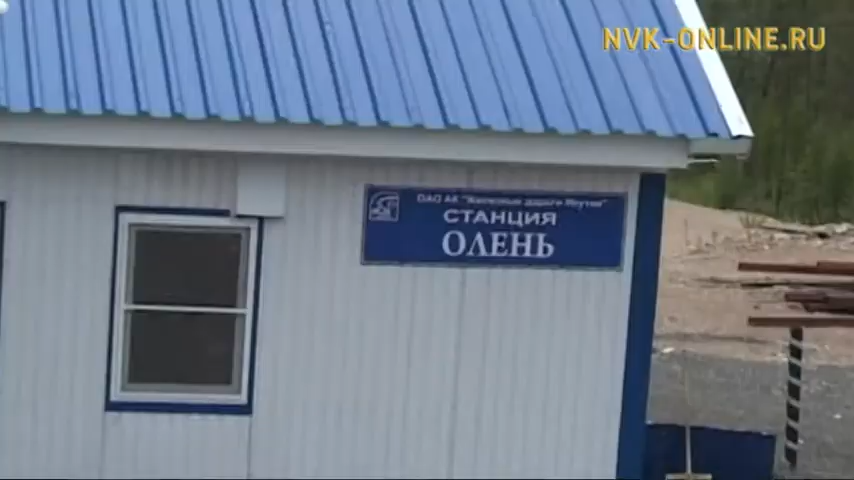 NVK-ONLINE.RU
ОАО АК "Железные дороги Якутии"
СТАНЦИЯ
ОЛЕНЬ